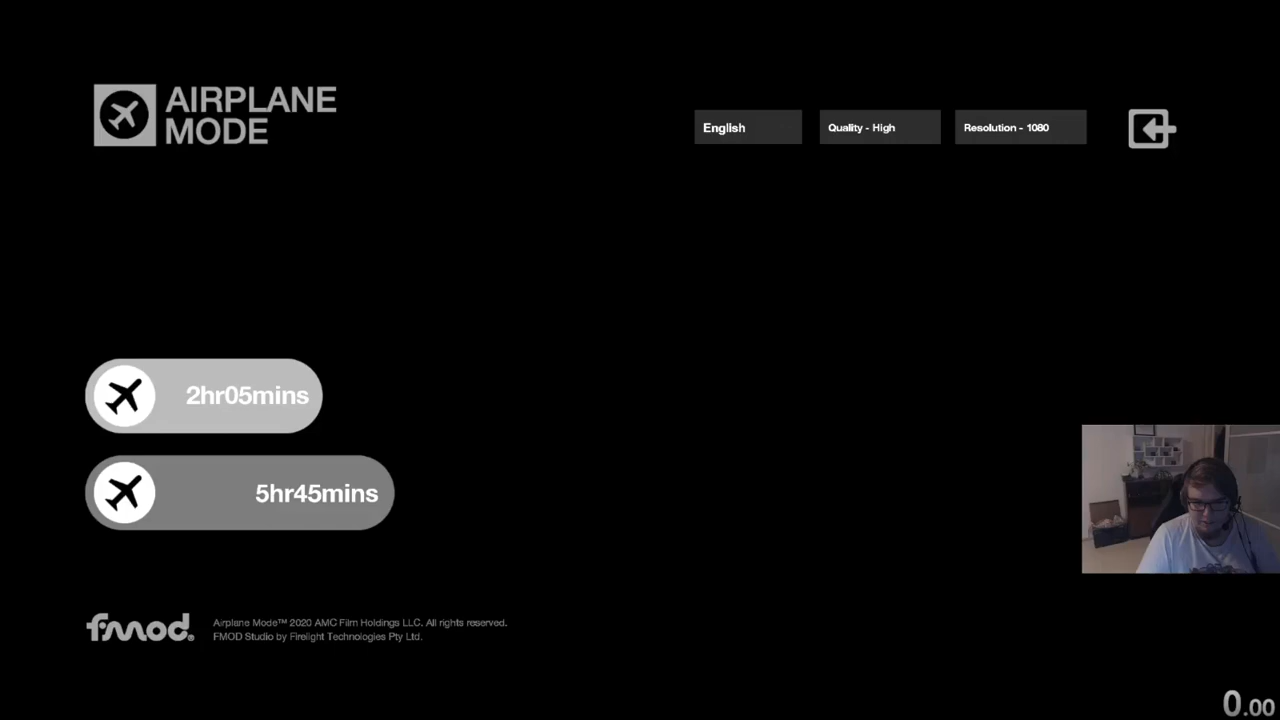 AIRPLANE
MODE
English
Quality - High
Resolution - 1080
2hr05mins
5hr45mins
fmod.®
Airplane Mode™ 2020 AMC Film Holdings LLC. All rights reserved.
FMOD Studio by Firelight Technologies Pty Ltd.
0.00